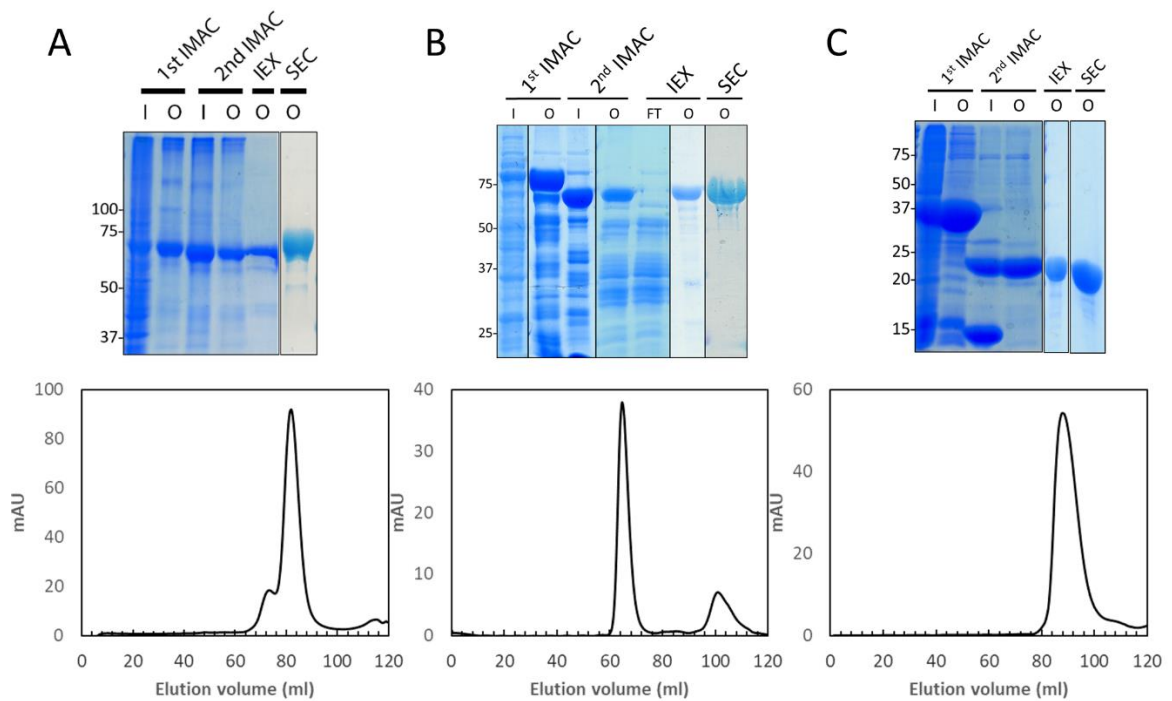 A
1st IMAC
2nd IMAC
IEX
SEC
I O I O O O
100
75
50
37
B
1st IMAC
2nd IMAC
IEX
SEC
I O I O FT O O
75
50
37
25
C
1st IMAC
2nd IMAC
IEX
SEC
I O I O O O
75
50
37
25
20
15
100
80
60
40
20
0
mAU
0 20 40 60 80 100 120
Elution volume (ml)
40
30
20
10
0
mAU
0 20 40 60 80 100 120
Elution volume (ml)
60
40
20
0
mAU
0 20 40 60 80 100 120
Elution volume (ml)